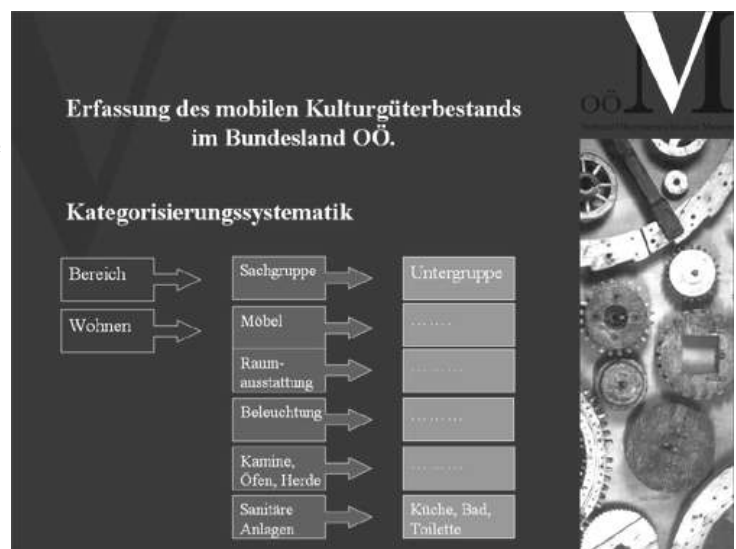 Erfassung des mobilen Kulturgüterbestands
im Bundesland OÖ.
OÖ
Kategorisierungssystematik
Bereich
Sachgruppe
Untergruppe
Wohnen
Möbel
.......
Raum-
ausstattung
.........
Beleuchtung
.........
Kamine,
Öfen, Herde
.........
Sanitäre
Anlagen
Küche, Bad,
Toilette